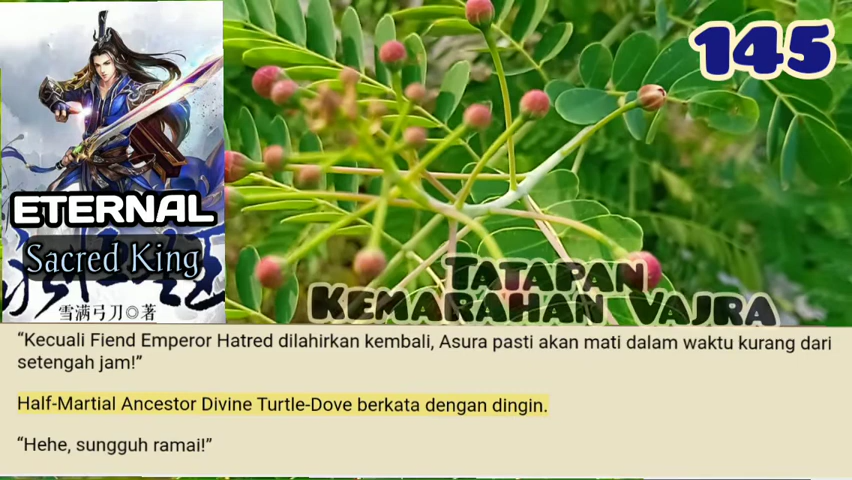 145
ETERNAL
Sacred King
雪满弓刀◎著
TATAPAN
KEMARAHAN VAJRA
“Kecuali Fiend Emperor Hatred dilahirkan kembali, Asura pasti akan mati dalam waktu kurang dari
setengah jam!”
Half-Martial Ancestor Divine Turtle-Dove berkata dengan dingin.
“Hehe, sungguh ramai!”